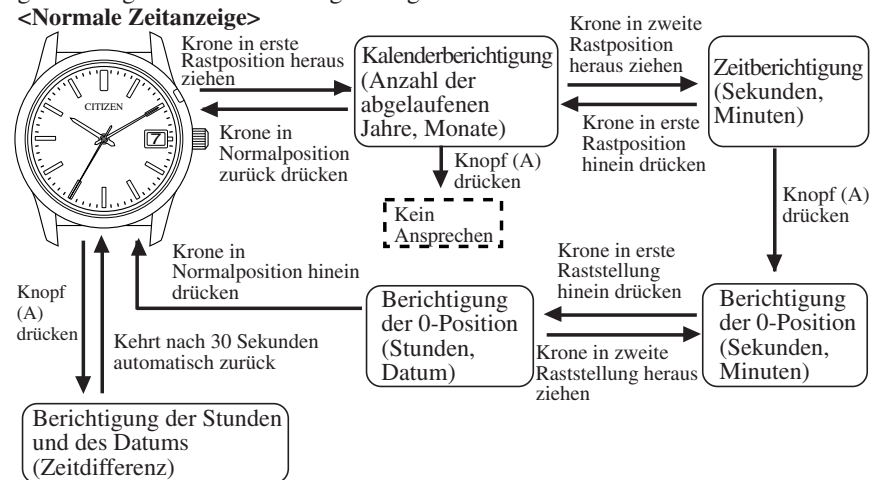 <Normale Zeitanzeige>
CITIZEN
7
Krone in erste
Rastposition heraus
ziehen
Krone in
Normalposition
zurück drücken
Kalenderberichtigung
(Anzahl der
abgelaufenen
Jahre, Monate)
Krone in zweite
Rastposition
heraus ziehen
Krone in erste
Rastposition
hinein drücken
Zeitberichtigung
(Sekunden,
Minuten)
Knopf (A)
drücken
Kein
Ansprechen
Knopf (A)
drücken
Krone in
Normalposition hinein
drücken
Berichtigung
der 0-Position
(Stunden,
Datum)
Krone in erste
Raststellung
hinein drücken
Krone in zweite
Raststellung heraus
ziehen
Berichtigung
der 0-Position
(Sekunden,
Minuten)
Knopf
(A)
drücken
Kehrt nach 30 Sekunden
automatisch zurück
Berichtigung der Stunden
und des Datums
(Zeitdifferenz)